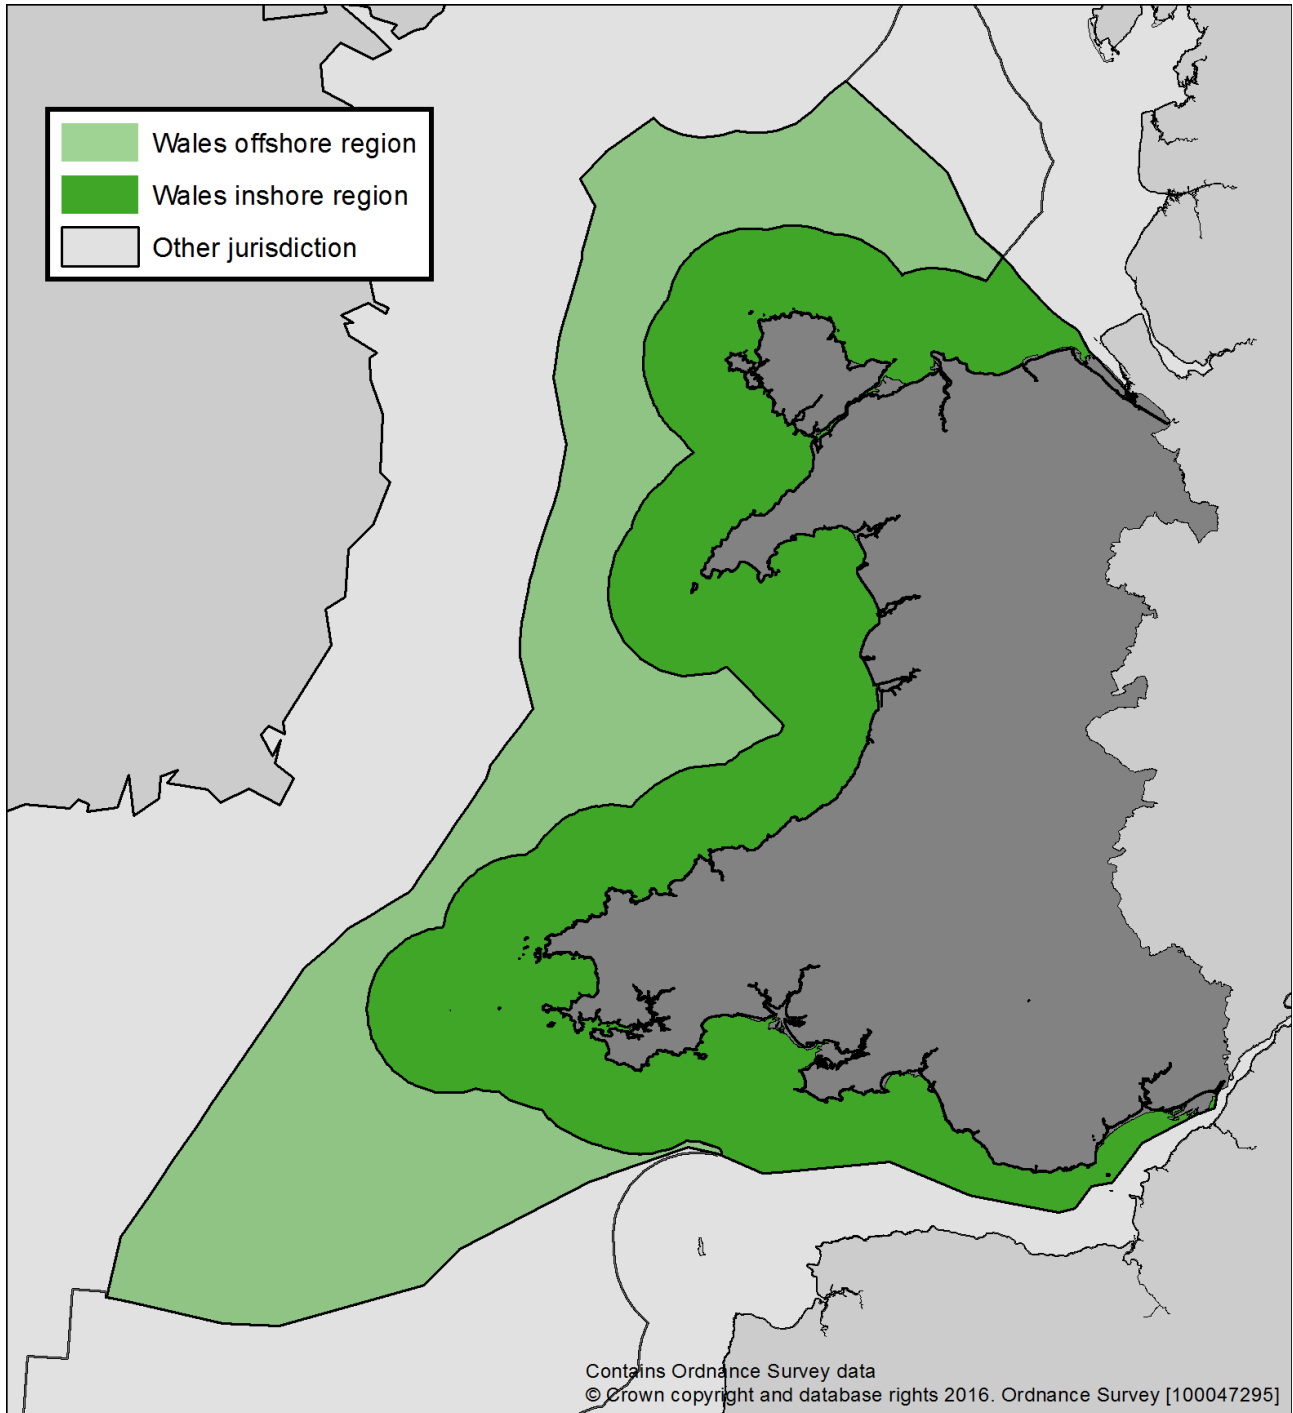 Wales offshore region
Wales inshore region
Other jurisdiction
Contains Ordnance Survey data
© Crown copyright and database rights 2016. Ordnance Survey [100047295]